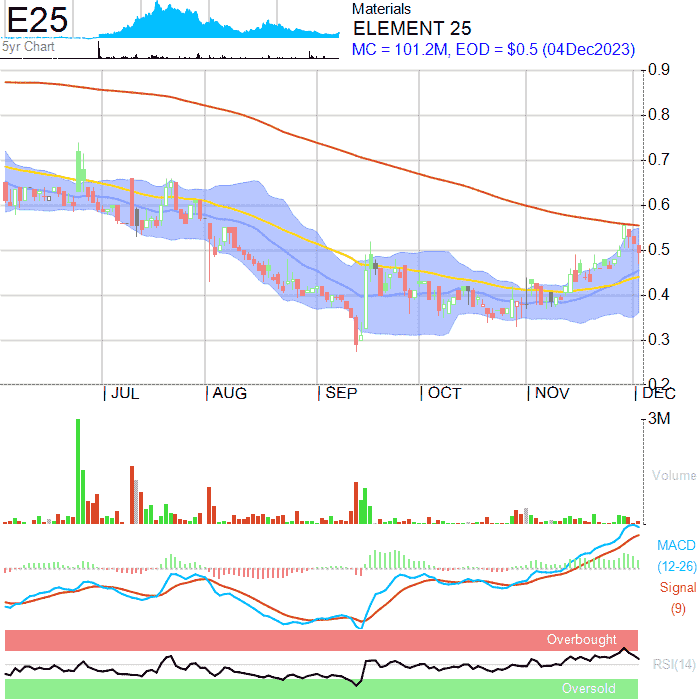 E25
5yr Chart
Materials
ELEMENT 25
MC = 101.2M, EOD = $0.5 (04Dec2023)
0.9
0.8
0.7
0.6
0.5
0.4
0.3
0.2
JUL AUG SEP OCT NOV DEC
3M
Volume
MACD
(12-26)
Signal
(9)
Overbought
RSI(14)
Oversold